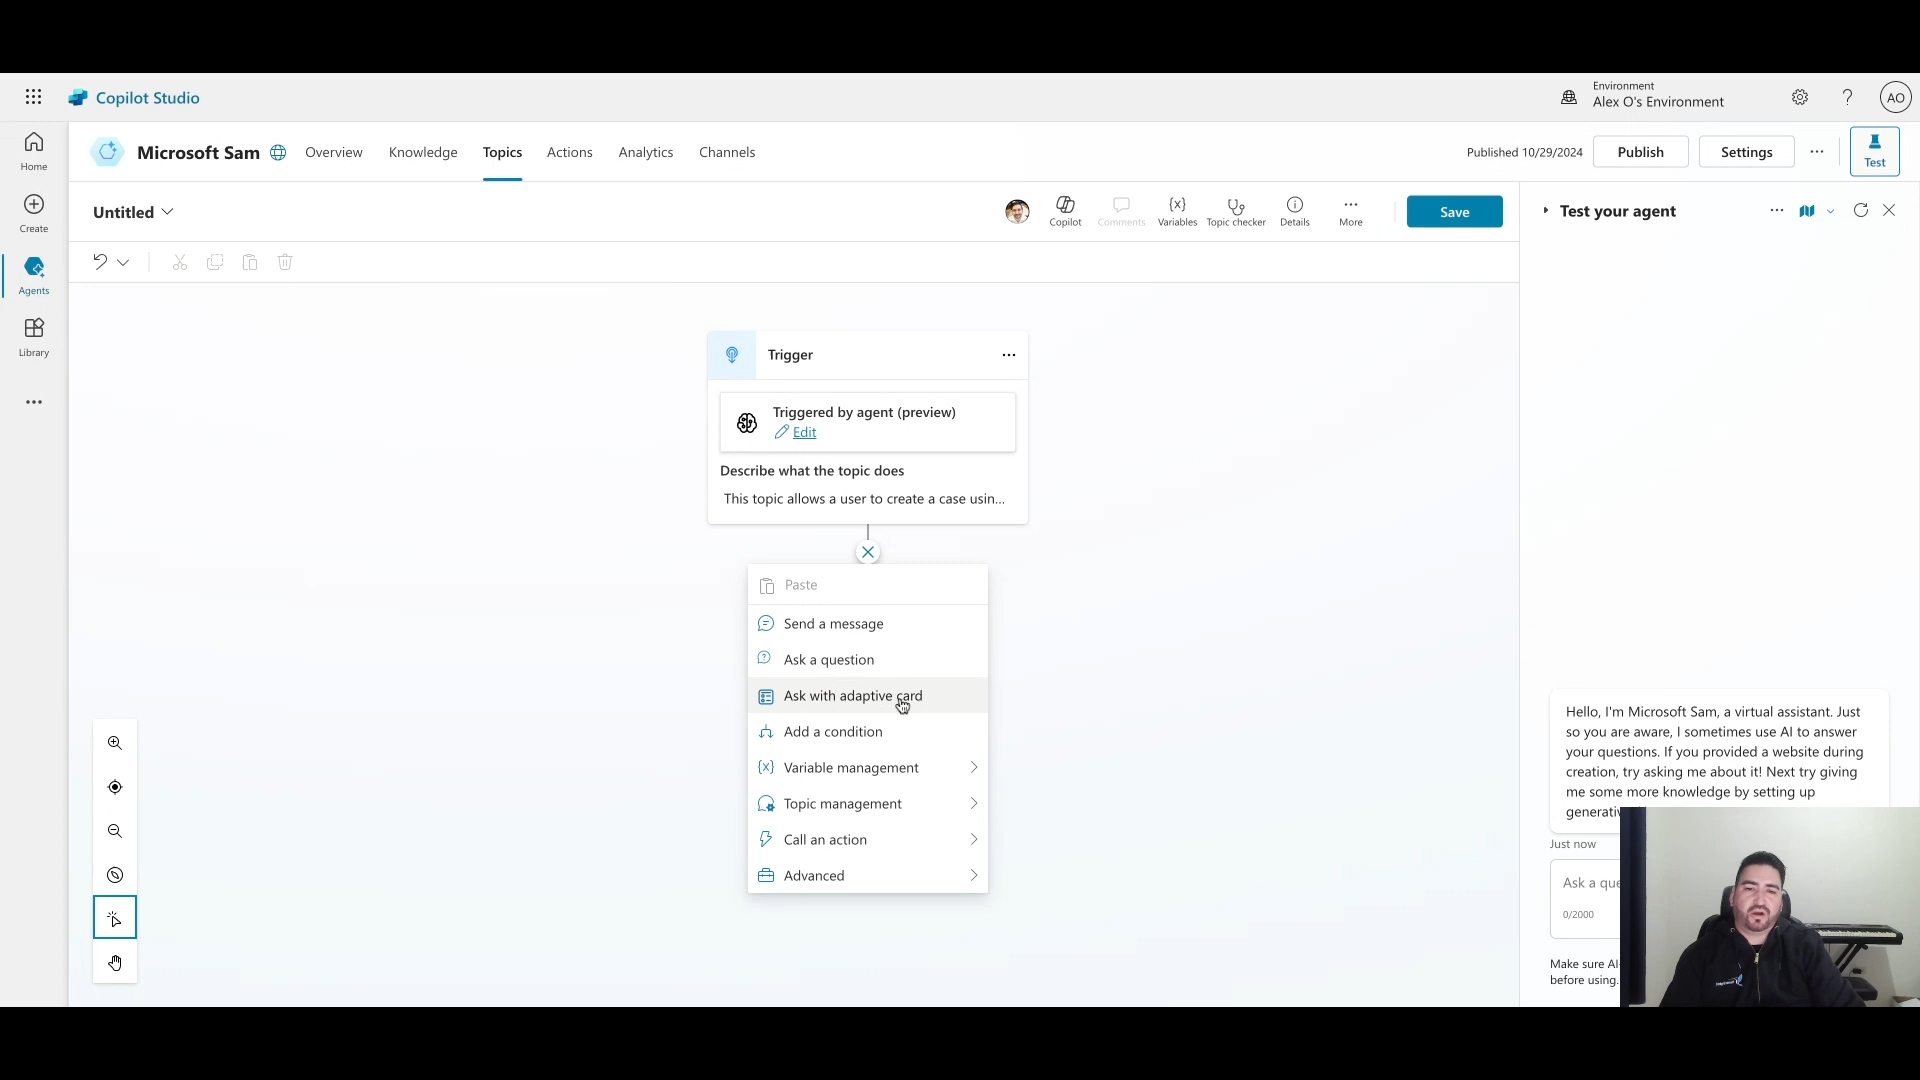 Copilot Studio
Environment
Alex O's Environment
AO
Home
Create
Agents
Library
Microsoft Sam
Overview
Knowledge
Topics
Actions
Analytics
Channels
Published 10/29/2024
Publish
Settings
Test
Untitled
Copilot
Comments
Variables
Topic checker
Details
More
Save
Test your agent
Trigger
Triggered by agent (preview)
Edit
Describe what the topic does
This topic allows a user to create a case usin...
Paste
Send a message
Ask a question
Ask with adaptive card
Add a condition
Variable management
Topic management
Call an action
Advanced
Hello, I'm Microsoft Sam, a virtual assistant. Just
so you are aware, I sometimes use AI to answer
your questions. If you provided a website during
creation, try asking me about it! Next try giving
me some more knowledge by setting up
Just now
Ask a
0/2000
Make sure AI
before using.